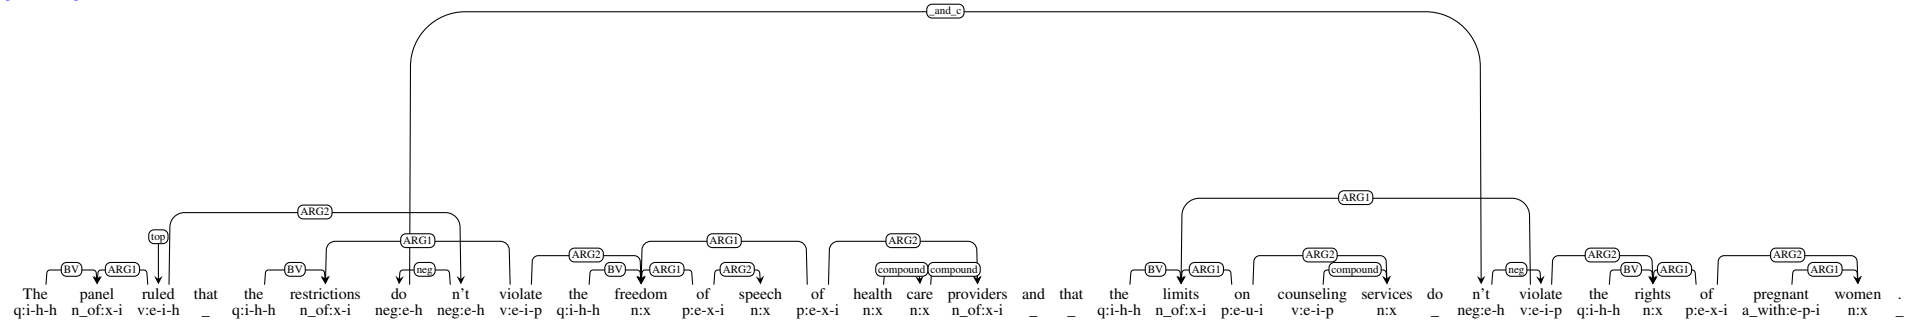 _and_c
ARG1
ARG2
top
ARG1 ARG1 ARG2
ARG2 ARG2 ARG2 ARG2
BV ARG1 BV neg BV ARG1 ARG2 compound compound BV ARG1 compound neg BV ARG1 ARG1
The panel ruled that the restrictions do n't violate the freedom of speech of health care providers and that the limits on counseling services do n't violate the rights of pregnant women .
q:i-h-h n_of:x-i v:e-i-h _ q:i-h-h n_of:x-i neg:e-h neg:e-h v:e-i-p q:i-h-h n:x p:e-x-i n:x p:e-x-i n:x n:x n_of:x-i _ _ q:i-h-h n_of:x-i p:e-u-i v:e-i-p n:x _ neg:e-h v:e-i-p q:i-h-h n:x p:e-x-i a_with:e-p-i n:x _